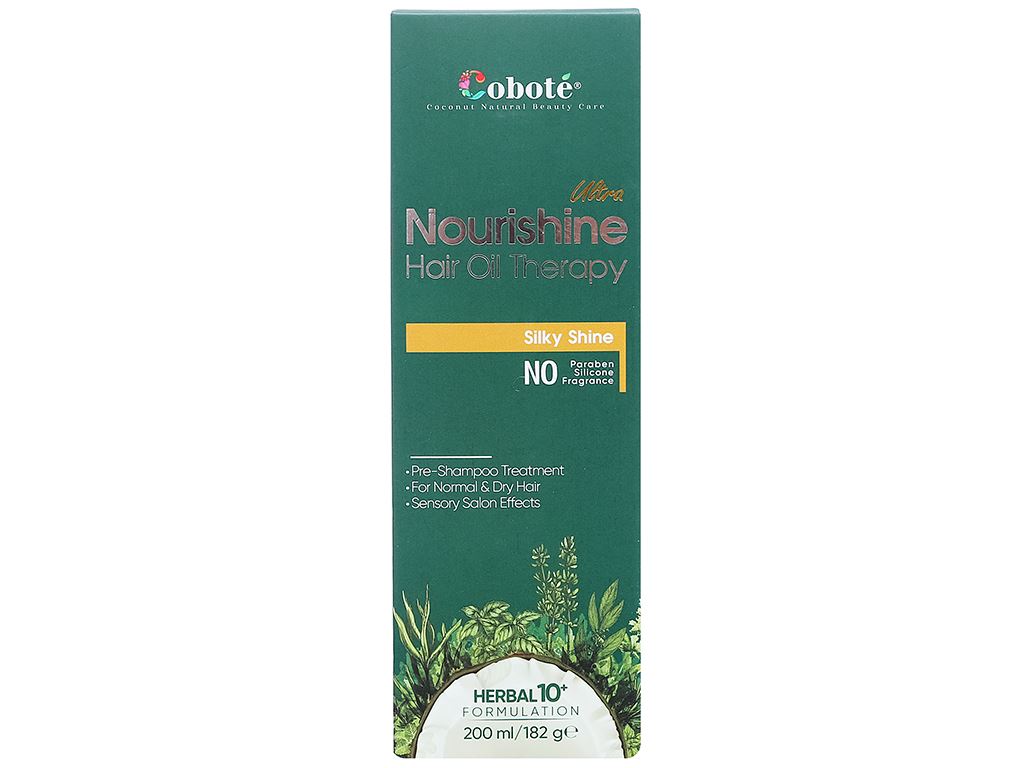 Coboté®
Coconut Natural Beauty Care
Ultra
Nourishine
Hair Oil Therapy
Silky Shine
NO Paraben
Silicone
Fragrance
•Pre-Shampoo Treatment
•For Normal & Dry Hair
•Sensory Salon Effects
HERBAL 10+
FORMULATION
200 ml/182 g℮